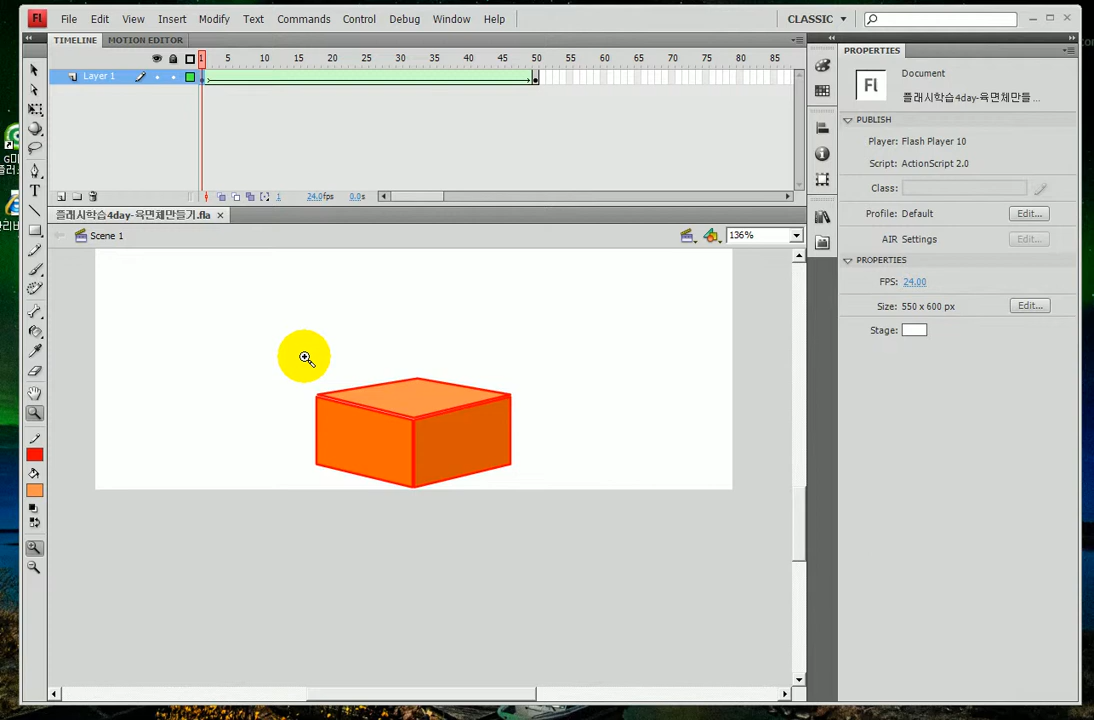 Fl File Edit View Insert Modify Text Commands Control Debug Window Help CLASSIC
TIMELINE MOTION EDITOR
1 5 10 15 20 25 30 35 40 45 50 55 60 65 70 75 80 85
Layer 1
1 24.0fps 0.0s
플래시학습4day-육면체만들기.fla
Scene 1 136%
PROPERTIES
Fl
Document
플래시학습4day-육면체만들 ...
PUBLISH
Player: Flash Player 10
Script: ActionScript 2.0
Class:
Profile: Default Edit...
AIR Settings Edit...
PROPERTIES
FPS: 24.00
Size: 550 x 600 px Edit...
Stage:
T